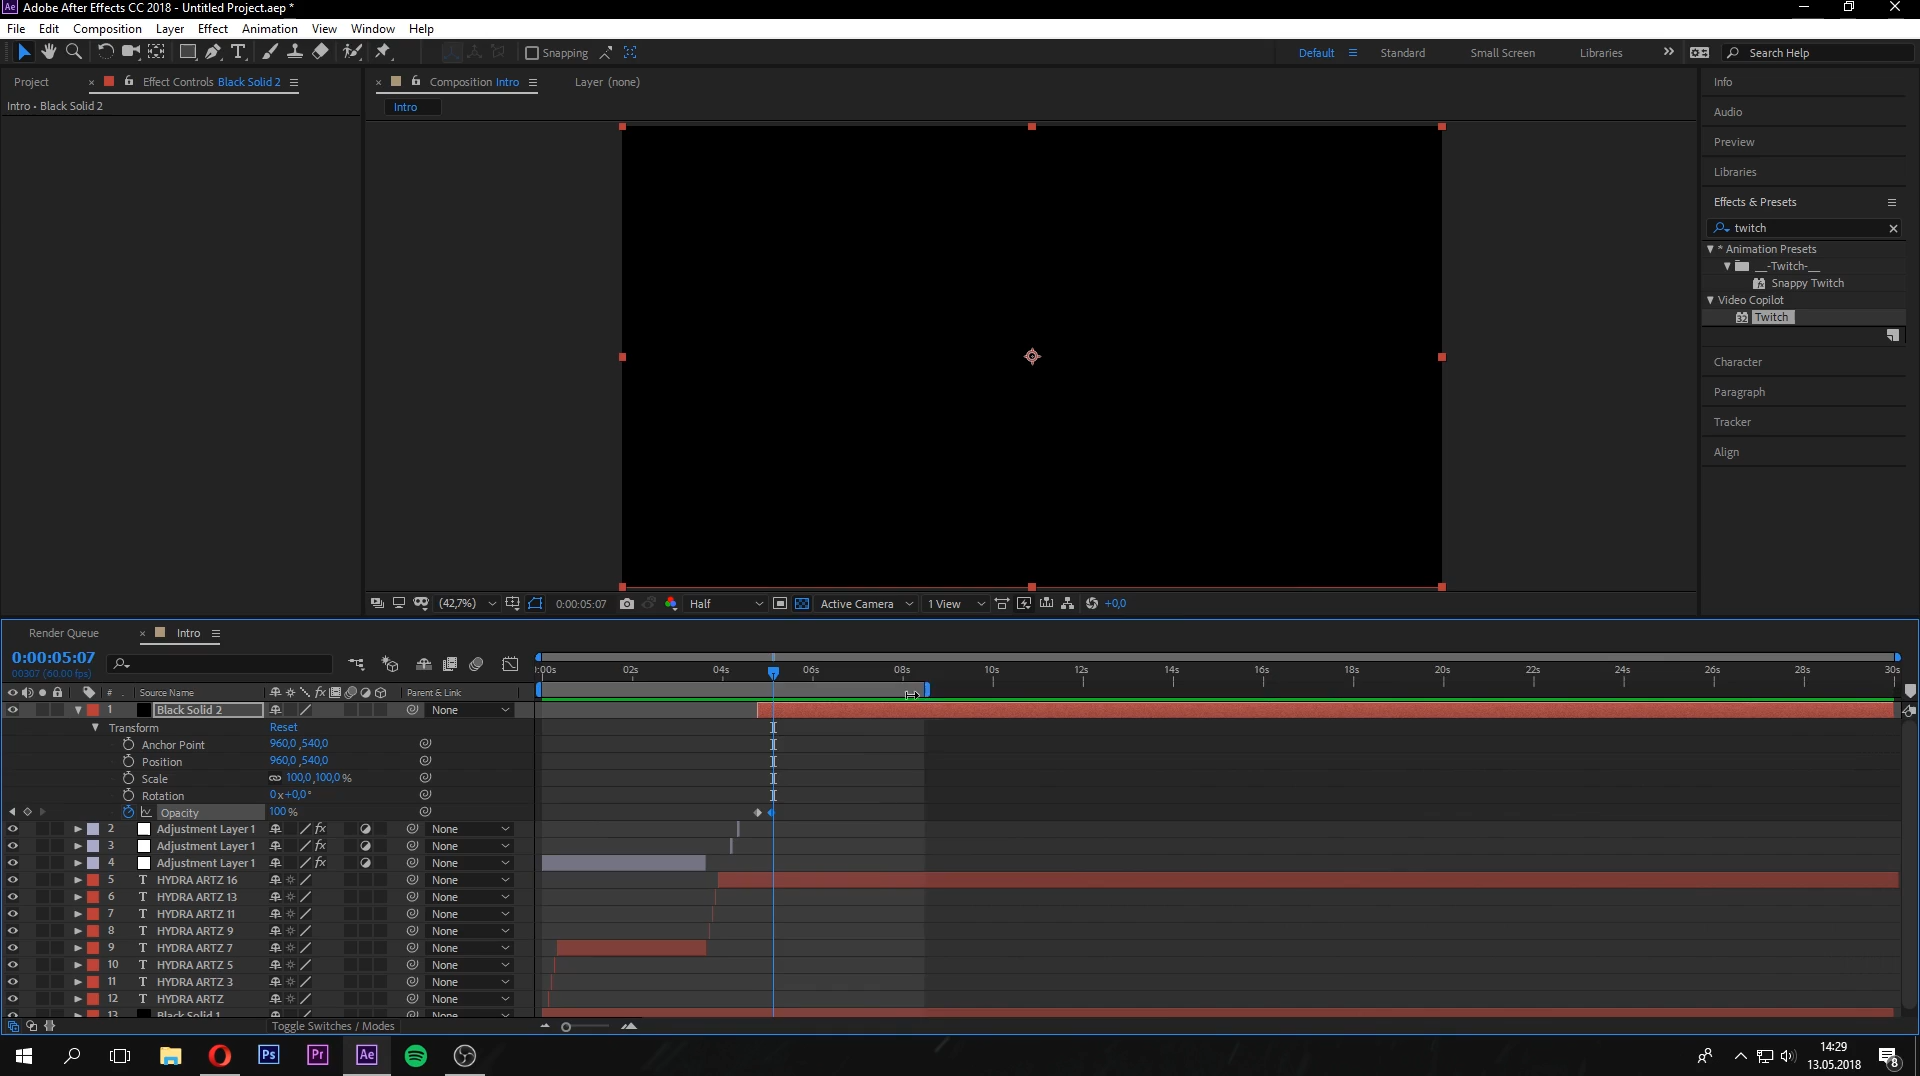 Adobe After Effects CC 2018 - Untitled Project.aep *
File Edit Composition Layer Effect Animation View Window Help
Snapping Default Standard Small Screen Libraries Search Help
Project Effect Controls Black Solid 2 Composition Intro Layer (none) Info
Intro • Black Solid 2 Intro
Audio
Preview
Libraries
Effects & Presets
twitch
* Animation Presets
__-Twitch-__
Snappy Twitch
Video Copilot
Twitch
Character
Paragraph
Tracker
Align
(42,7%) 0:00:05:07 Half Active Camera 1 View +0,0
Render Queue Intro
0:00:05:07
00307 (60.00 fps)
:00s 02s 04s 06s 08s 10s 12s 14s 16s 18s 20s 22s 24s 26s 28s 30s
# . Source Name fx Parent & Link
1 Black Solid 2 None
Transform Reset
Anchor Point 960,0 ,540,0
Position 960,0 ,540,0
Scale 100,0 ,100,0 %
Rotation 0x+0,0°
Opacity 100 %
2 Adjustment Layer 1 fx None
3 Adjustment Layer 1 fx None
4 Adjustment Layer 1 fx None
5 T HYDRA ARTZ 16 None
6 T HYDRA ARTZ 13 None
7 T HYDRA ARTZ 11 None
8 T HYDRA ARTZ 9 None
9 T HYDRA ARTZ 7 None
10 T HYDRA ARTZ 5 None
11 T HYDRA ARTZ 3 None
12 T HYDRA ARTZ None
13 Black Solid 1 None
Toggle Switches / Modes
Ps Pr Ae
14:29
13.05.2018
8